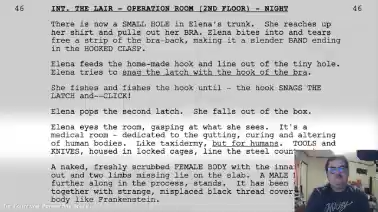 46 INT. THE LAIR – OPERATION ROOM [2ND FLOOR] – NIGHT 46
There is now a SMALL HOLE in Elena's trunk. She reaches up
her shirt and pulls out her BRA. Elena bites into and tears
free a strip of the bra-back, making it a slender BAND ending
in the HOOKED CLASP.
Elena feeds the home-made hook and line out of the tiny hole.
Elena tries to snag the latch with the hook of the bra.
She fishes and fishes the hook until – the hook SNAGS THE
LATCH and--CLICK!
Elena pops the second latch. She falls out of the box.
Elena eyes the room, gasping at what she sees. It's a
medical room – dedicated to the gutting, curing and altering
of human bodies. Like taxidermy, but for humans. TOOLS and
KNIVES, housed in locked cages, line the steel
A naked, freshly scrubbed FEMALE BODY with the
out and two limbs missing lie on the slab. A MALE
further along in the process, stands. It has been
together with strange, misplaced black thread
body like Frankenstein.